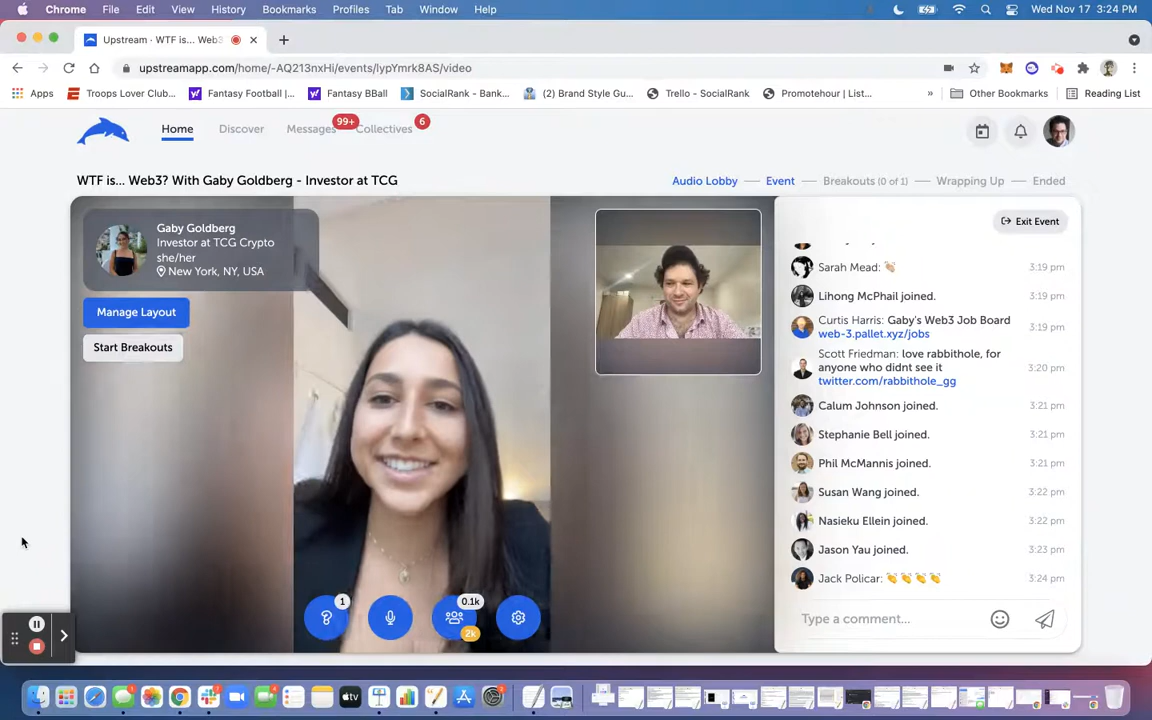 Chrome File Edit View History Bookmarks Profiles Tab Window Help Wed Nov 17 3:24 PM
Upstream · WTF is... Web3
upstreamapp.com/home/-AQ213nxHi/events/lypYmrk8AS/video
Apps Troops Lover Club... Fantasy Football |... Fantasy BBall SocialRank - Bank... (2) Brand Style Gu... Trello - SocialRank Promotehour | List... » Other Bookmarks Reading List
Home Discover Messages 99+ Collectives 6
WTF is... Web3? With Gaby Goldberg - Investor at TCG
Audio Lobby — Event — Breakouts (0 of 1) — Wrapping Up — Ended
Gaby Goldberg
Investor at TCG Crypto
she/her
New York, NY, USA
Manage Layout
Start Breakouts
1
0.1k
2k
Exit Event
Sarah Mead: 👏🏻 3:19 pm
Lihong McPhail joined. 3:19 pm
Curtis Harris: Gaby's Web3 Job Board 3:19 pm
web-3.pallet.xyz/jobs
Scott Friedman: love rabbithole, for
anyone who didnt see it 3:20 pm
twitter.com/rabbithole_gg
Calum Johnson joined. 3:21 pm
Stephanie Bell joined. 3:21 pm
Phil McMannis joined. 3:21 pm
Susan Wang joined. 3:22 pm
Nasieku Ellein joined. 3:22 pm
Jason Yau joined. 3:23 pm
Jack Policar: 👏👏👏👏 3:24 pm
Type a comment...